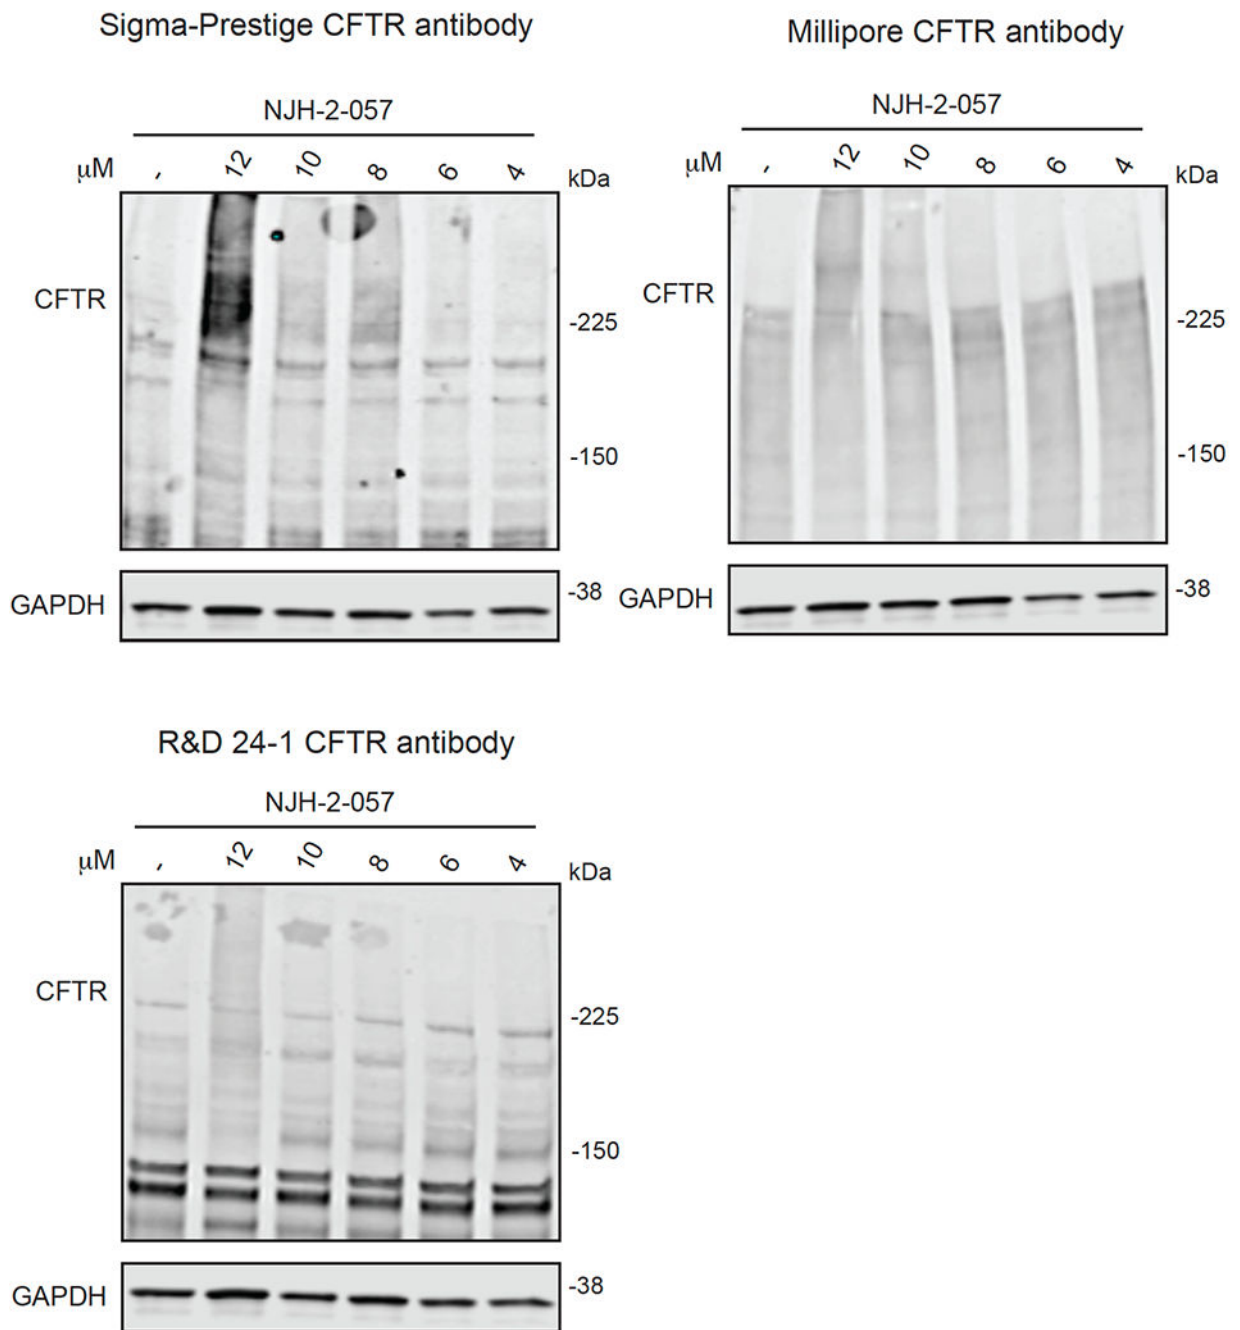 Sigma-Prestige CFTR antibody
NJH-2-057
μM - 12 10 8 6 4 kDa
CFTR
-225
-150
GAPDH
-38
Millipore CFTR antibody
NJH-2-057
μM - 12 10 8 6 4 kDa
CFTR
-225
-150
GAPDH
-38
R&D 24-1 CFTR antibody
NJH-2-057
μM - 12 10 8 6 4 kDa
CFTR
-225
-150
GAPDH
-38